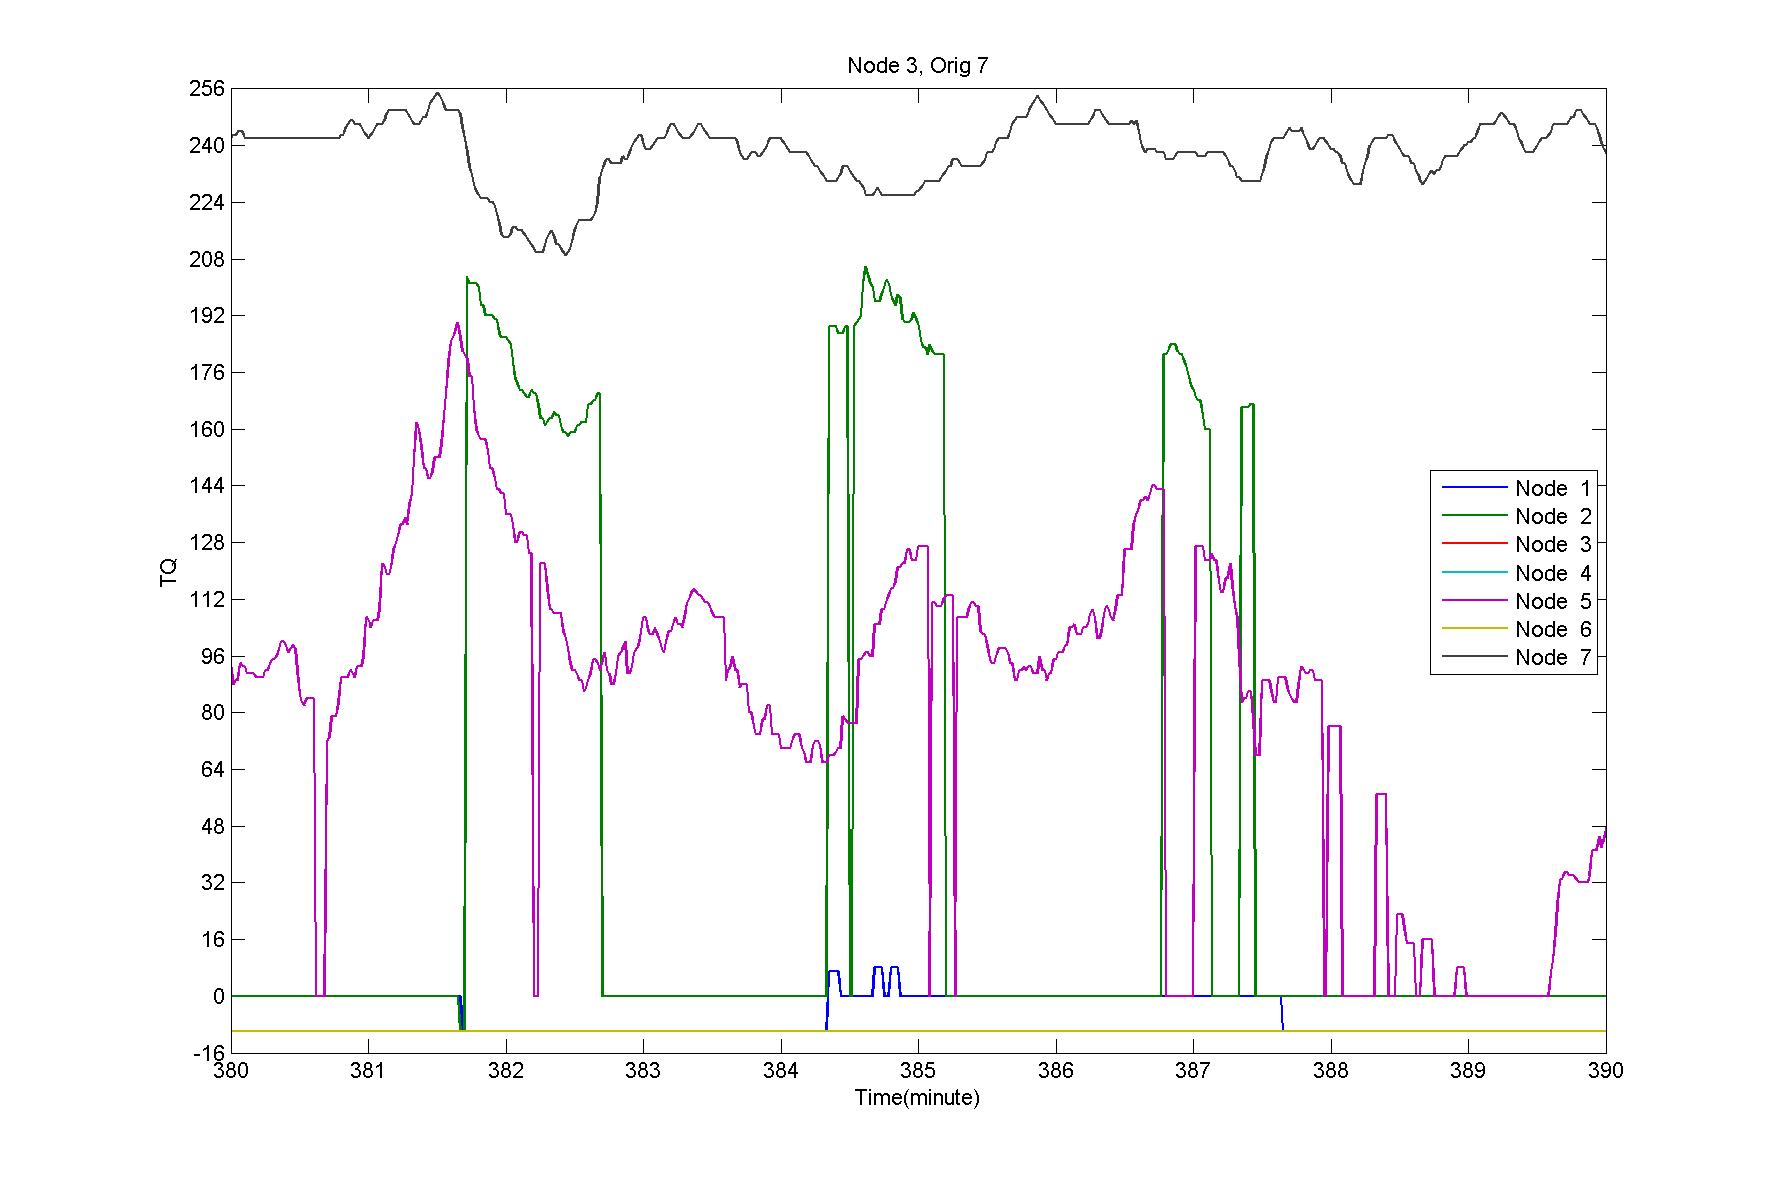 Node 3, Orig 7
256
240
224
208
192
176
160
144
128
112
96
80
64
48
32
16
0
-16
TQ
Node 1
Node 2
Node 3
Node 4
Node 5
Node 6
Node 7
380 381 382 383 384 385 386 387 388 389 390
Time(minute)